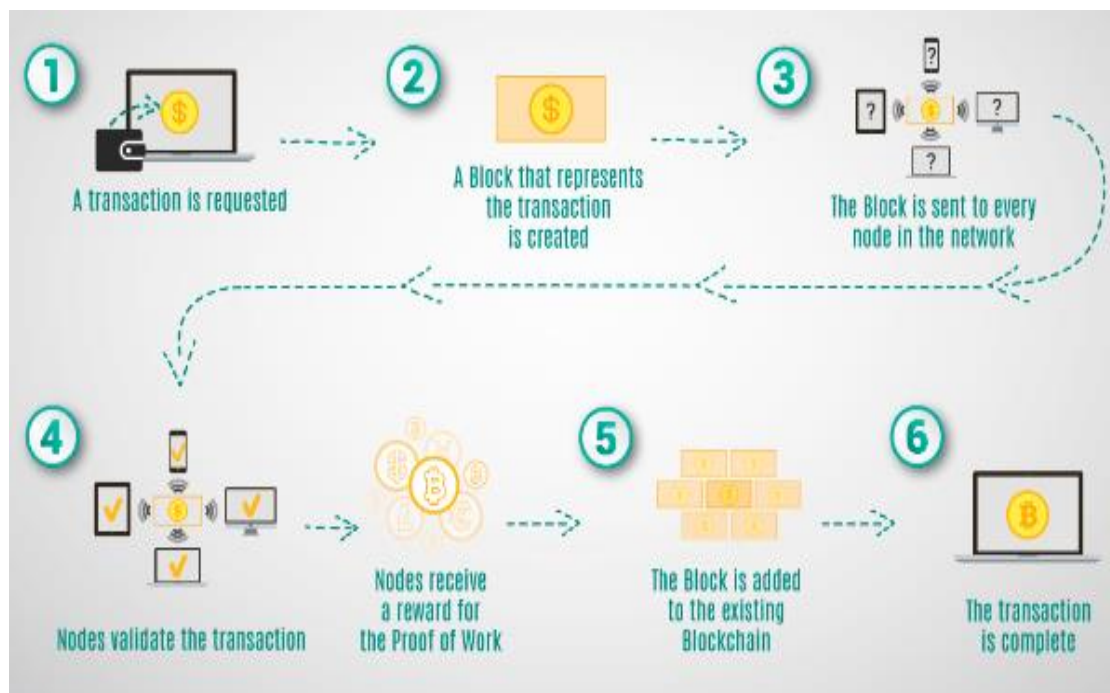 1
A transaction is requested
2
A Block that represents
the transaction
is created
3
The Block is sent to every
node in the network
4
Nodes validate the transaction
Nodes receive
a reward for
the Proof of Work
5
The Block is added
to the existing
Blockchain
6
The transaction
is complete